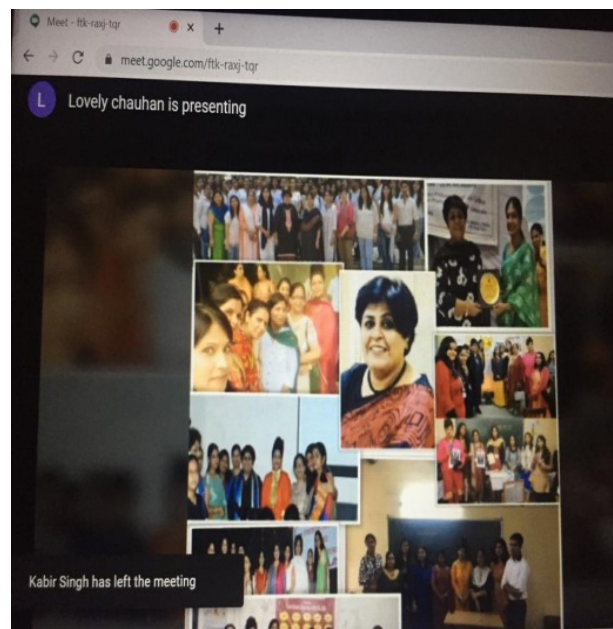 Meet - ftk-raxj-tqr
meet.google.com/ftk-raxj-tqr
L
Lovely chauhan is presenting
Kabir Singh has left the meeting